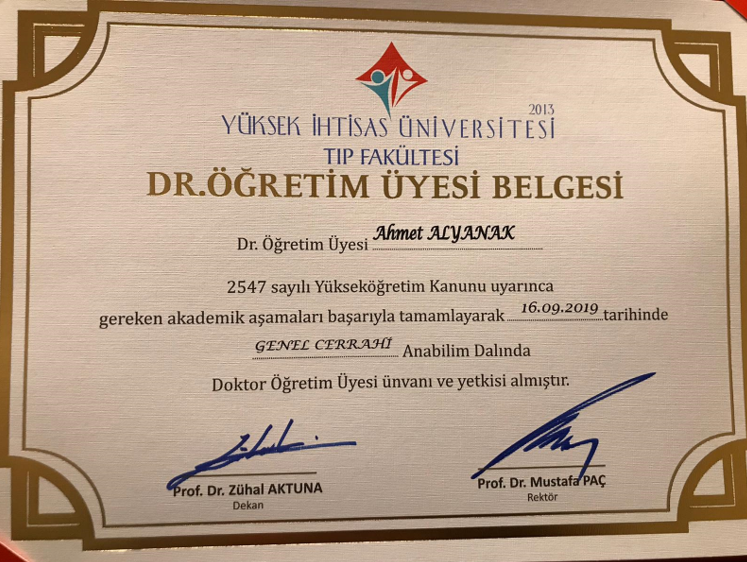 2013
YÜKSEK İHTİSAS ÜNİVERSİTESİ
TIP FAKÜLTESİ
DR.ÖĞRETİM ÜYESİ BELGESİ
Dr. Öğretim Üyesi Ahmet ALYANAK
2547 sayılı Yükseköğretim Kanunu uyarınca
gereken akademik aşamaları başarıyla tamamlayarak 16.09.2019 tarihinde
GENEL CERRAHİ Anabilim Dalında
Doktor Öğretim Üyesi ünvanı ve yetkisi almıştır.
Prof. Dr. Zühal AKTUNA
Dekan
Prof. Dr. Mustafa PAÇ
Rektör